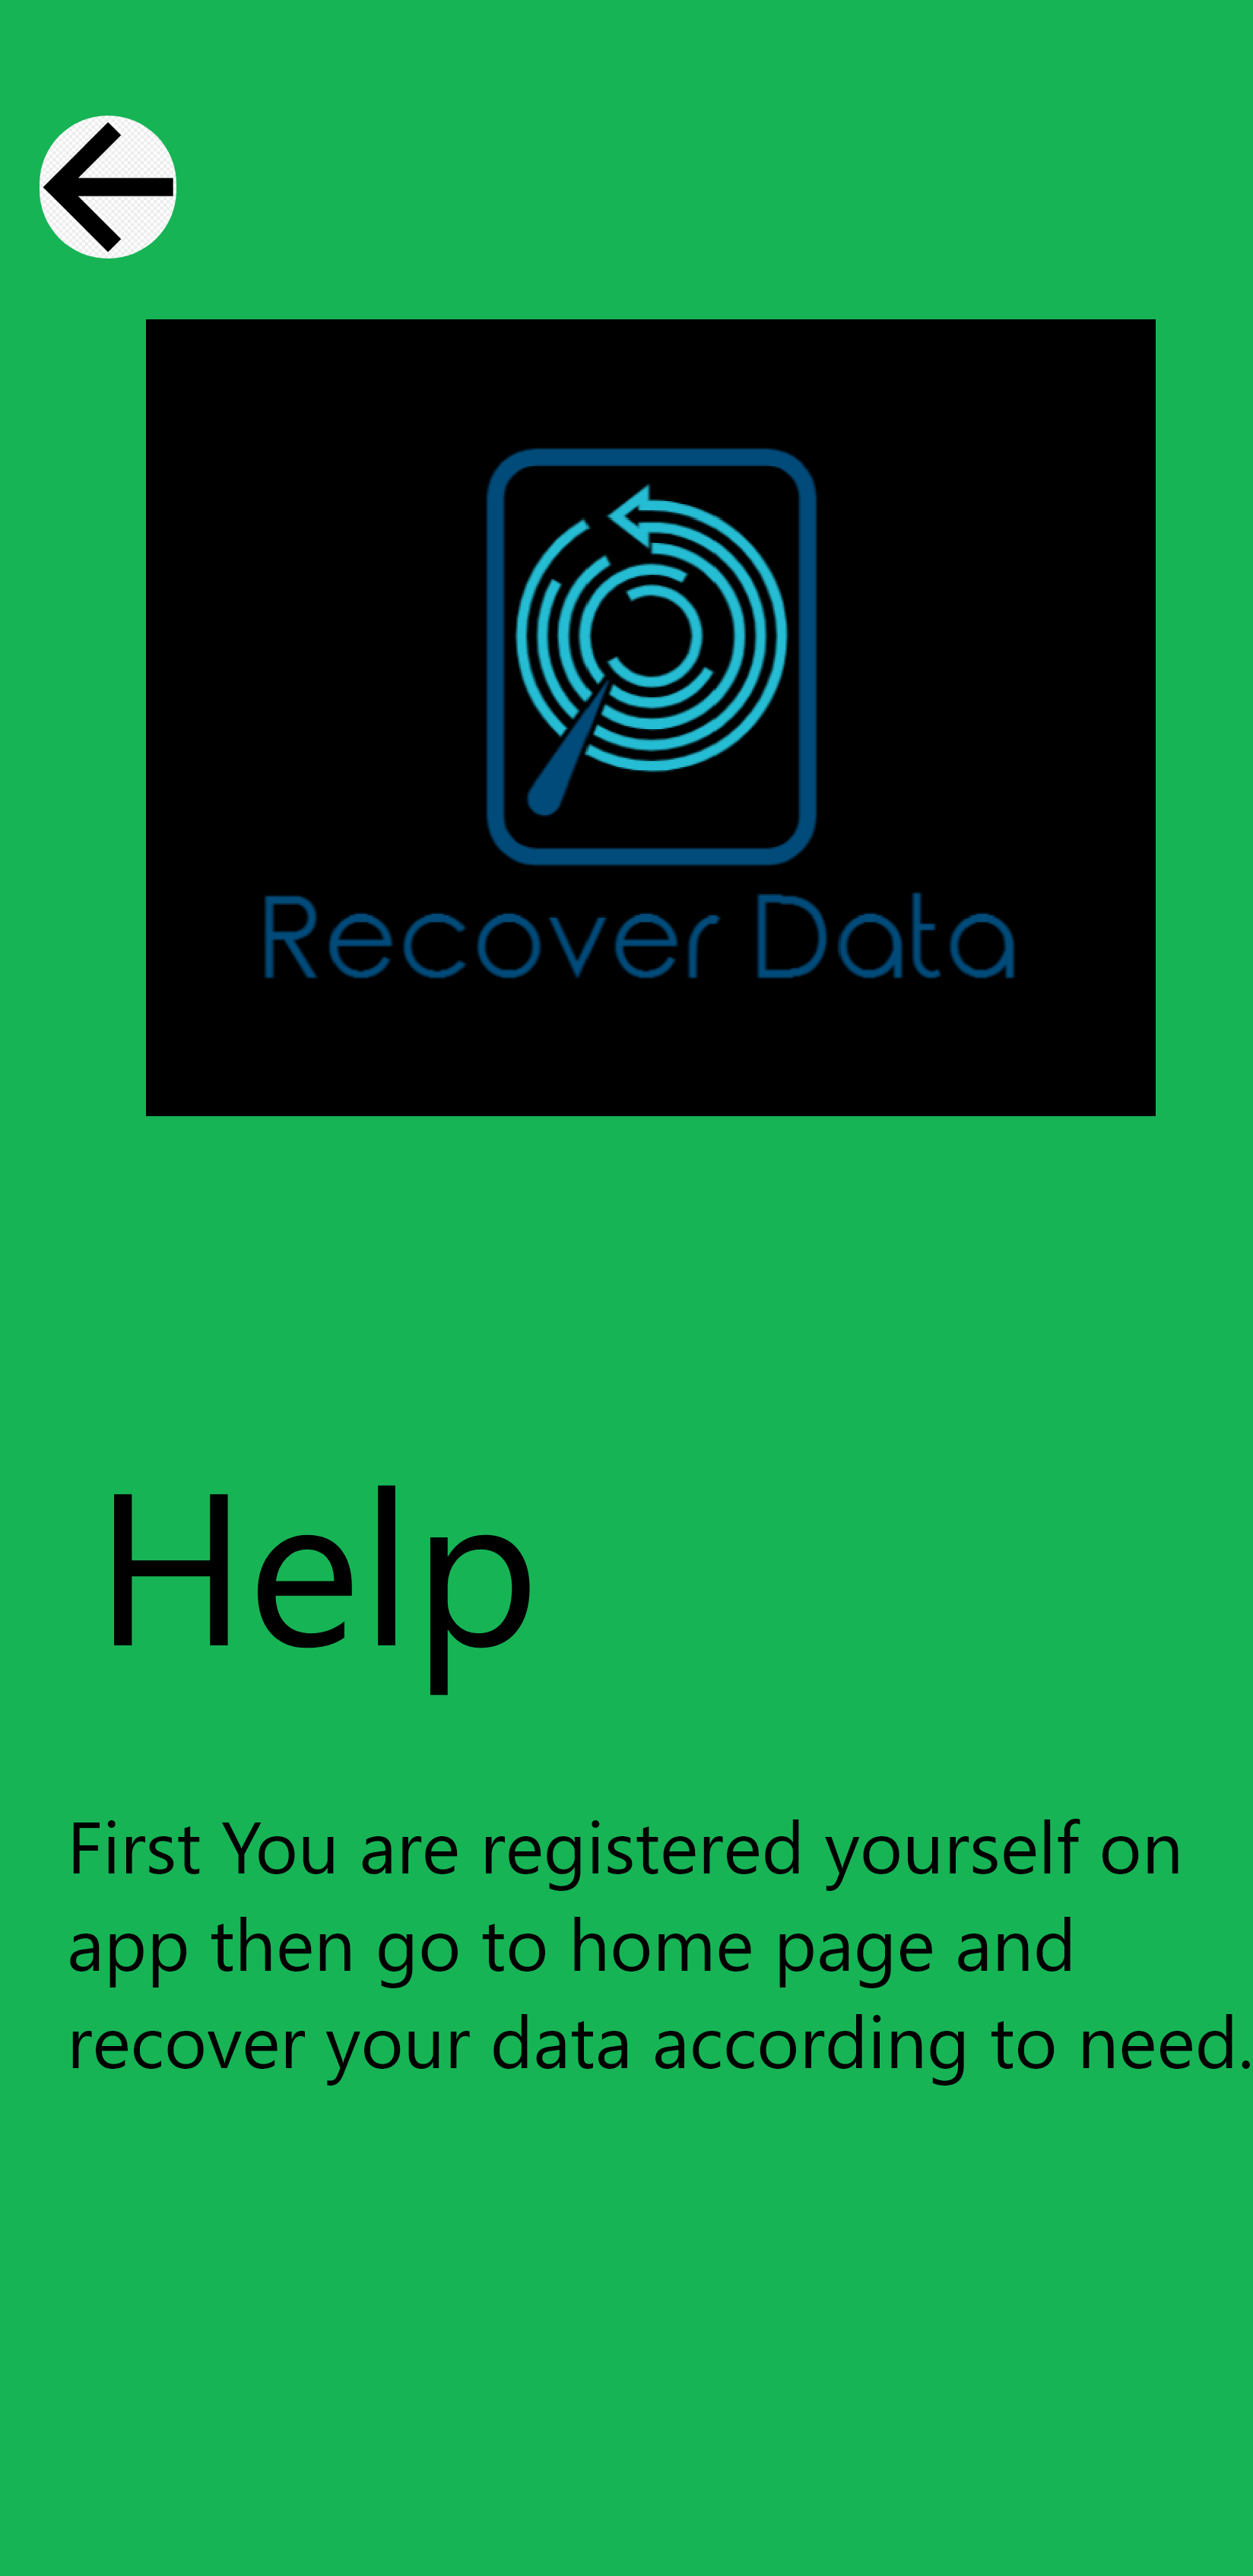 Recover Data
Help
First You are registered yourself on
app then go to home page and
recover your data according to need.